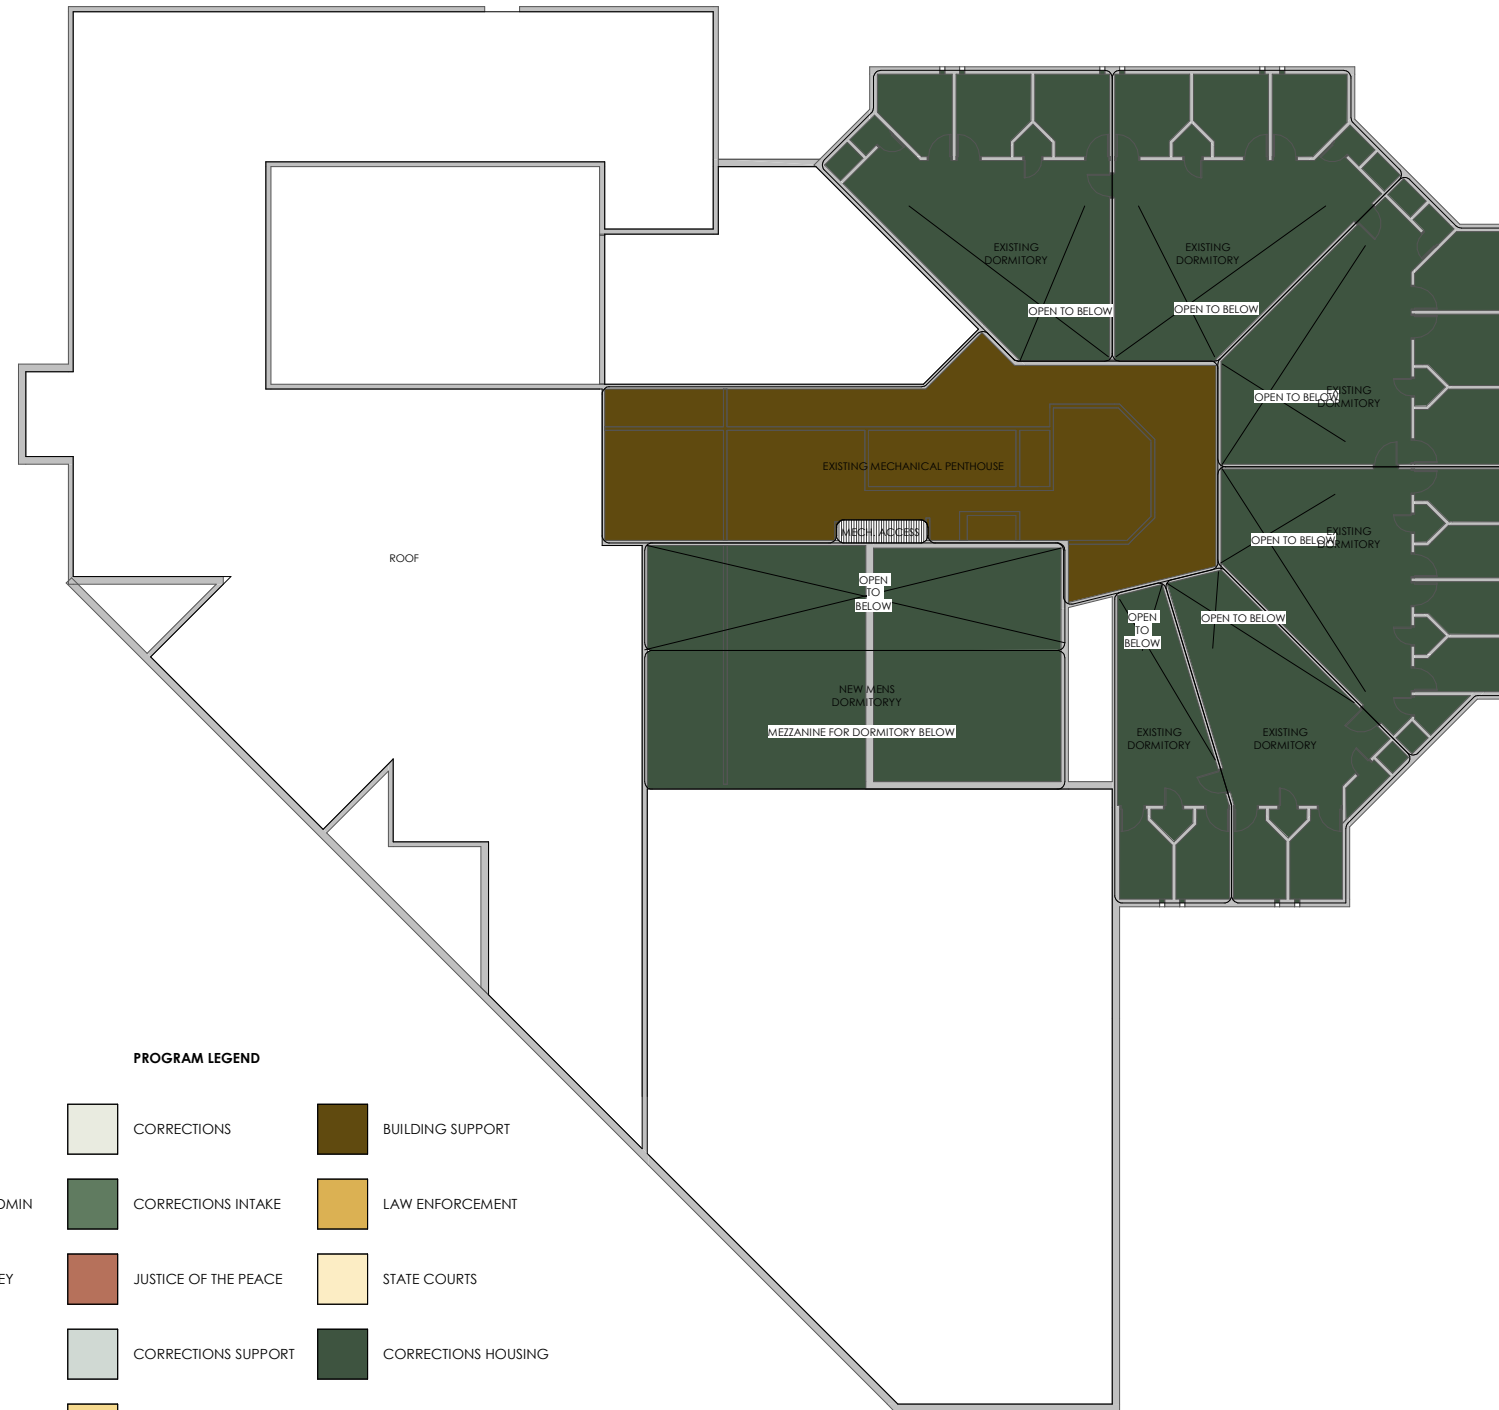 EXISTING
DORMITORY
EXISTING
DORMITORY
OPEN TO BELOW
OPEN TO BELOW
EXISTING
DORMITORY
OPEN TO BELOW
EXISTING MECHANICAL PENTHOUSE
MECH. ACCESS
EXISTING
DORMITORY
OPEN TO BELOW
ROOF
OPEN
TO
BELOW
OPEN
TO
BELOW
OPEN TO BELOW
NEW MENS
DORMITORYY
MEZZANINE FOR DORMITORY BELOW
EXISTING
DORMITORY
EXISTING
DORMITORY
PROGRAM LEGEND
CORRECTIONS
BUILDING SUPPORT
DMIN
CORRECTIONS INTAKE
LAW ENFORCEMENT
EY
JUSTICE OF THE PEACE
STATE COURTS
CORRECTIONS SUPPORT
CORRECTIONS HOUSING